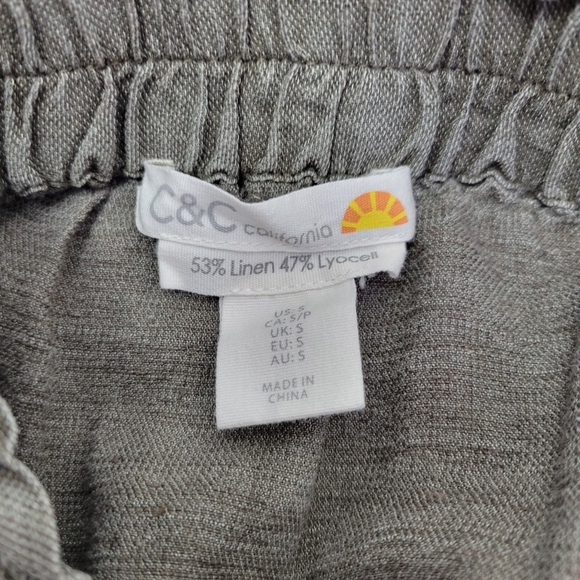 C&C California
53% Linen 47% Lyocell
US: S
CA: S/P
UK: S
EU: S
AU: S
MADE IN
CHINA